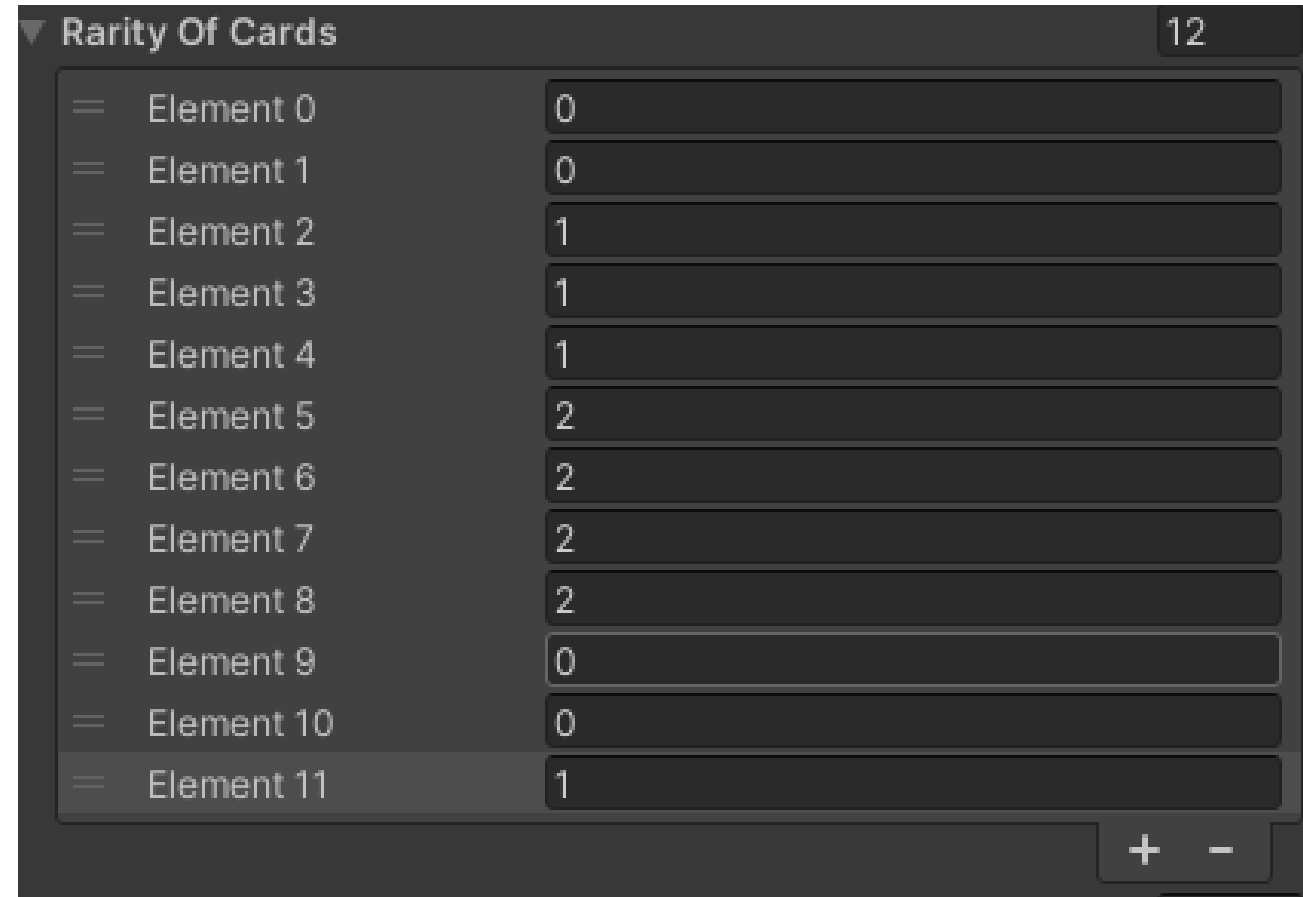 Rarity Of Cards 12
Element 0 0
Element 1 0
Element 2 1
Element 3 1
Element 4 1
Element 5 2
Element 6 2
Element 7 2
Element 8 2
Element 9 0
Element 10 0
Element 11 1
+ -